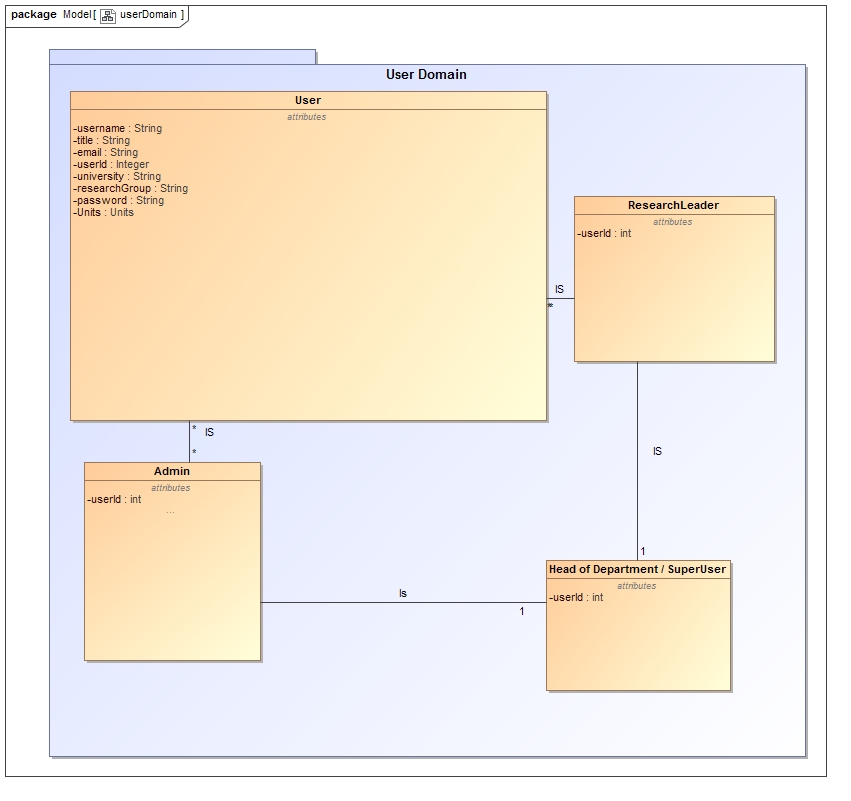 package Model[ userDomain ]
User Domain
User
attributes
-username : String
-title : String
-email : String
-userId : Integer
-university : String
-researchGroup : String
-password : String
-Units : Units
ResearchLeader
attributes
-userId : int
IS
*
* IS
*
Admin
attributes
-userId : int
...
IS
1
Head of Department / SuperUser
attributes
-userId : int
Is
1